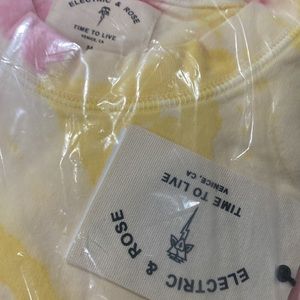 ELECTRIC & ROSE
TIME TO LIVE
VENICE, CA
M
ELECTRIC & ROSE
TIME TO LIVE
VENICE, CA